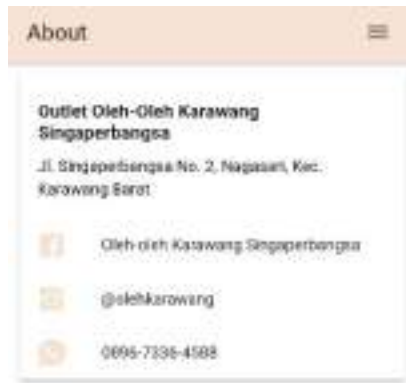 About
Outlet Oleh-Oleh Karawang
Singaperbangsa
Jl. Singaperbangsa No. 2, Nagasari, Kec.
Karawang Barat
Oleh-oleh Karawang Singaperbangsa
@olehkarawang
0896-7336-4588